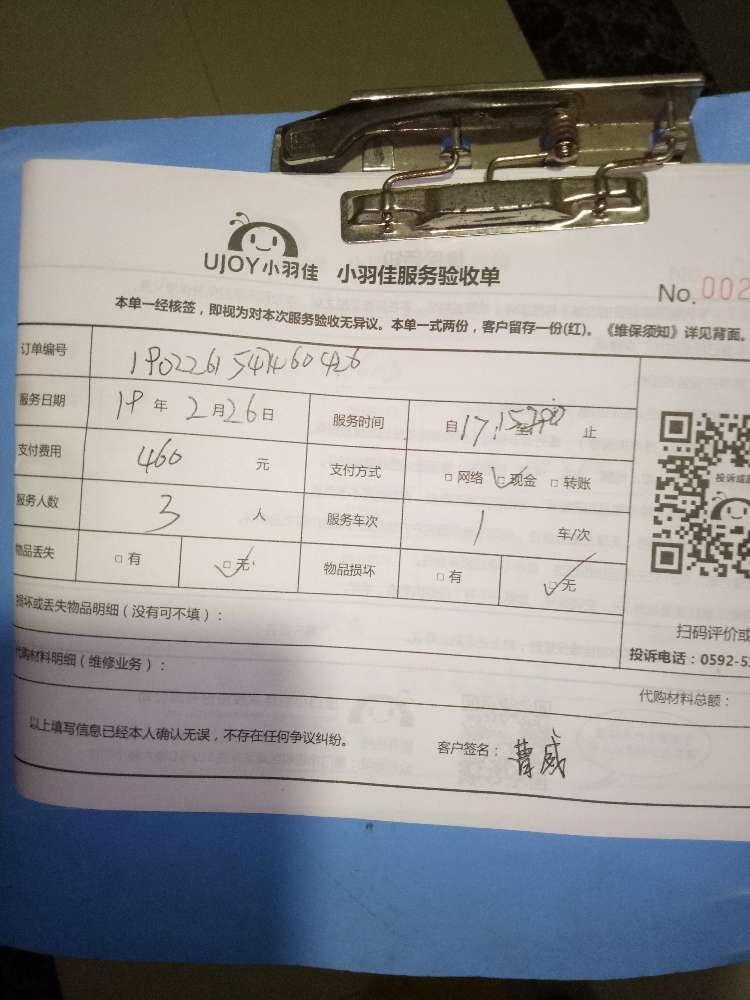 UJOY小羽佳 小羽佳服务验收单
No. 002
本单一经核签，即视为对本次服务验收无异议。本单一式两份，客户留存一份(红)。《维保须知》详见背面。
订单编号
服务日期 19 年 2 月 26 日 服务时间 自 17:15 至 止
支付费用 460 元 支付方式 □ 网络 □ 现金 □ 转账
服务人数 3 人 服务车次 1 车/次
物品丢失 □ 有 □ 无 物品损坏 □ 有 □ 无
投诉或
扫码评价或
损坏或丢失物品明细（没有可不填）：
投诉电话：0592-5
代购材料明细（维修业务）：
代购材料总额：
以上填写信息已经本人确认无误，不存在任何争议纠纷。
客户签名： 曹威